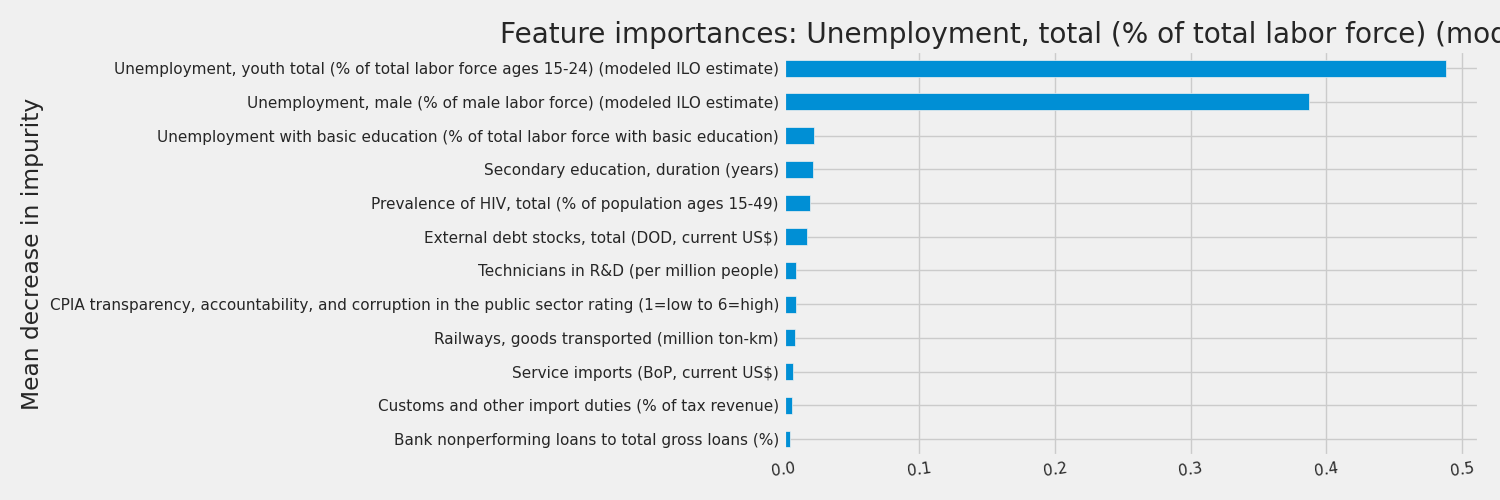 Feature importances: Unemployment, total (% of total labor force) (mod
Mean decrease in impurity
Unemployment, youth total (% of total labor force ages 15-24) (modeled ILO estimate)
Unemployment, male (% of male labor force) (modeled ILO estimate)
Unemployment with basic education (% of total labor force with basic education)
Secondary education, duration (years)
Prevalence of HIV, total (% of population ages 15-49)
External debt stocks, total (DOD, current US$)
Technicians in R&D (per million people)
CPIA transparency, accountability, and corruption in the public sector rating (1=low to 6=high)
Railways, goods transported (million ton-km)
Service imports (BoP, current US$)
Customs and other import duties (% of tax revenue)
Bank nonperforming loans to total gross loans (%)
0.0 0.1 0.2 0.3 0.4 0.5